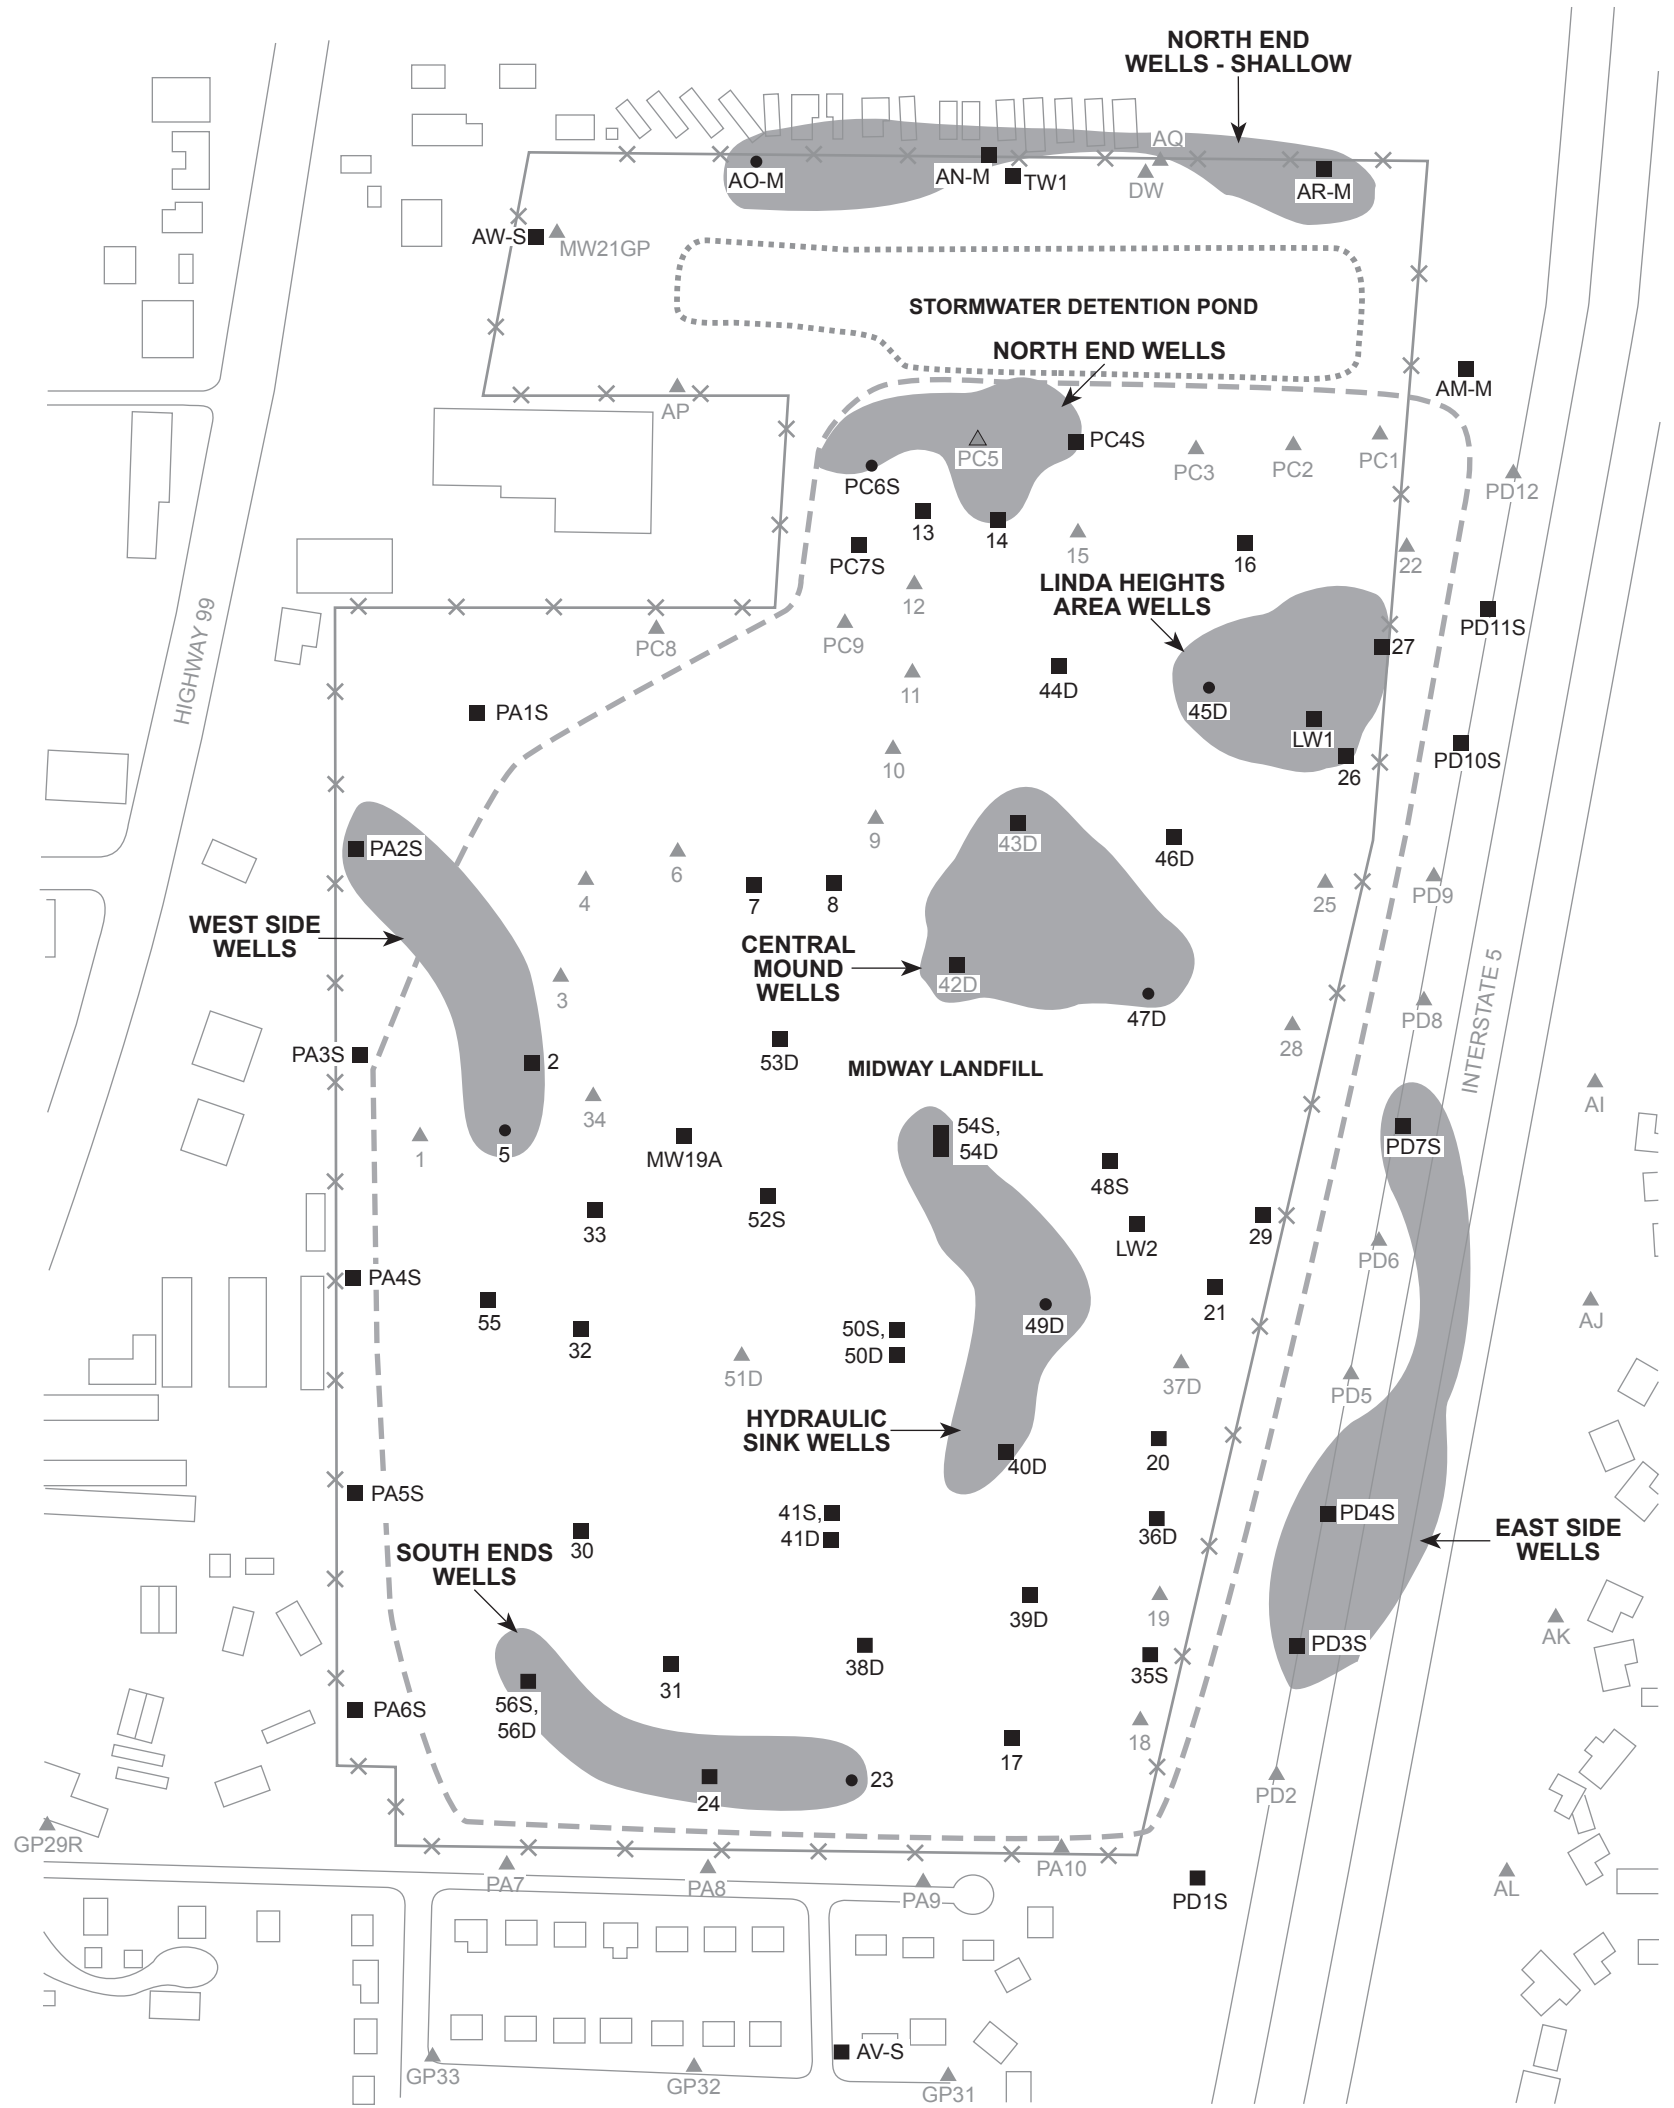 NORTH END
WELLS - SHALLOW
AQ
AO-M
AN-M
TW1
DW
AR-M
AW-S
MW21GP
STORMWATER DETENTION POND
NORTH END WELLS
AM-M
AP
PC4S
PC5
PC3
PC2
PC1
PC6S
PD12
13
14
15
16
22
PC7S
LINDA HEIGHTS
AREA WELLS
12
HIGHWAY 99
PC8
PC9
PD11S
27
11
44D
45D
PA1S
LW1
10
26
PD10S
PA2S
9
43D
46D
6
4
7
8
25
PD9
WEST SIDE
WELLS
CENTRAL
MOUND
WELLS
42D
3
47D
PD8
INTERSTATE 5
28
PA3S
2
53D
MIDWAY LANDFILL
AI
34
54S,
54D
PD7S
1
5
MW19A
48S
33
52S
LW2
29
PD6
PA4S
55
21
AJ
32
50S,
50D
49D
51D
37D
PD5
HYDRAULIC
SINK WELLS
40D
20
PA5S
41S,
41D
PD4S
EAST SIDE
WELLS
30
36D
SOUTH ENDS
WELLS
39D
19
AK
PD3S
38D
35S
31
56S,
56D
PA6S
17
18
23
24
PD2
GP29R
PA7
PA8
PA9
PA10
PD1S
AL
AV-S
GP33
GP32
GP31